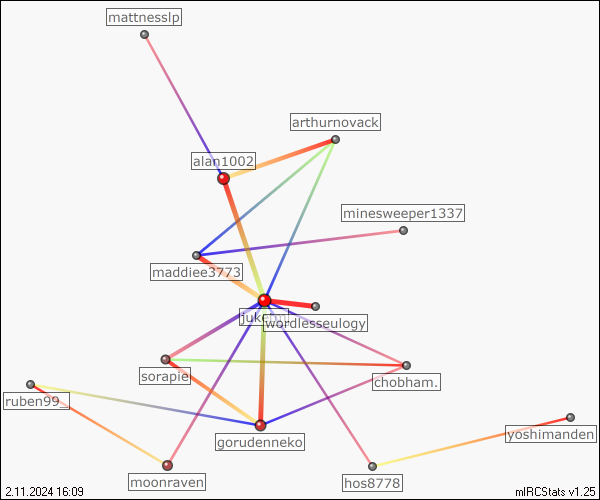 mattnesslp
arthurnovack
alan1002
minesweeper1337
maddiee3773
wordlesseulogy
sorapie
chobham.
ruben99_
gorudenneko
yoshimanden
moonraven
hos8778
2.11.2024 16:09
mIRCStats v1.25